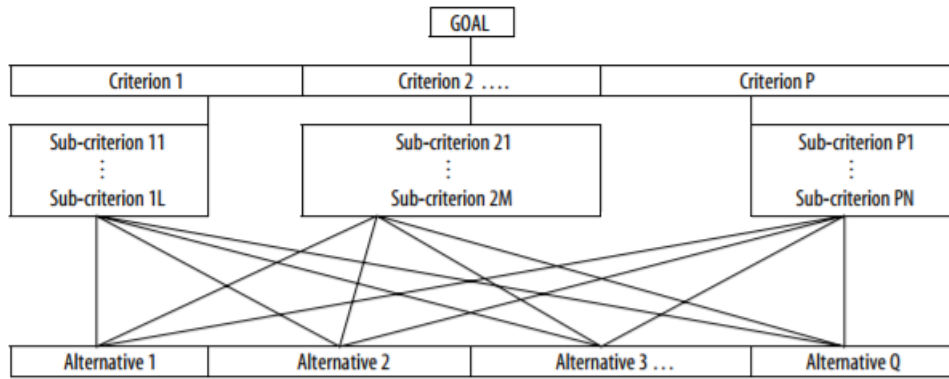 GOAL
Criterion 1
Criterion 2 ....
Criterion P
Sub-criterion 11
⋮
Sub-criterion 1L
Sub-criterion 21
⋮
Sub-criterion 2M
Sub-criterion P1
⋮
Sub-criterion PN
Alternative 1
Alternative 2
Alternative 3 ...
Alternative Q